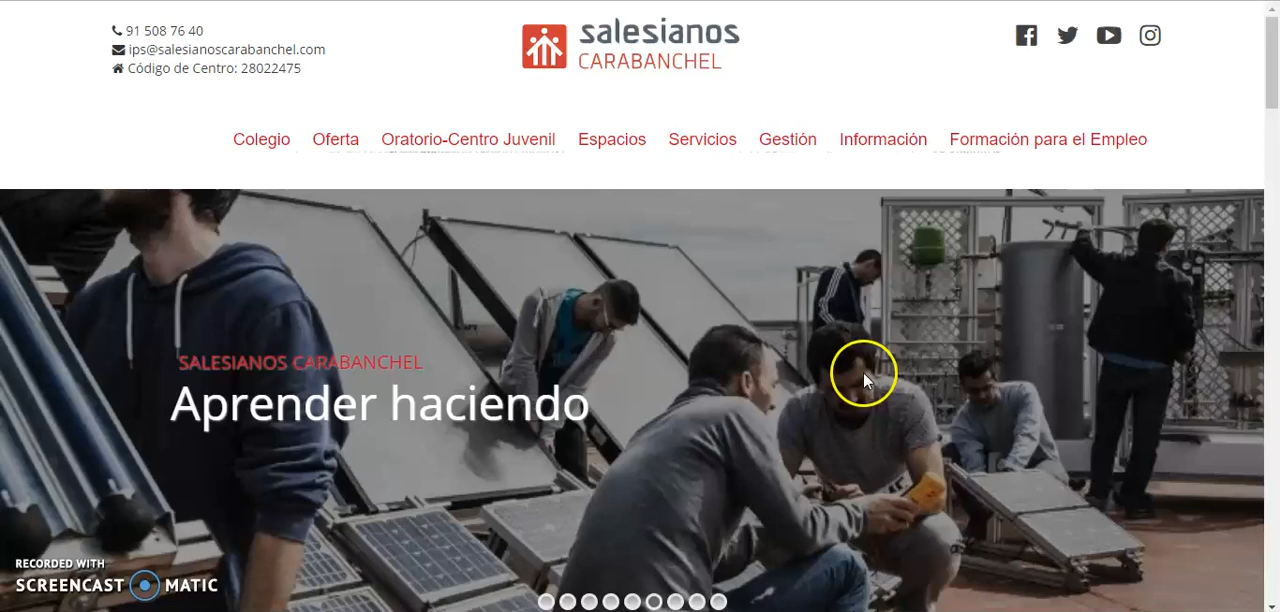 91 508 76 40
ips@salesianoscarabanchel.com
Código de Centro: 28022475
salesianos
CARABANCHEL
Colegio Oferta Oratorio-Centro Juvenil Espacios Servicios Gestión Información Formación para el Empleo
SALESIANOS CARABANCHEL
Aprender haciendo
RECORDED WITH
SCREENCAST MATIC